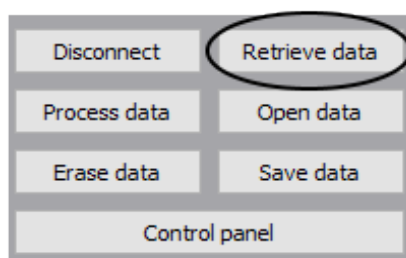 Disconnect Retrieve data
Process data Open data
Erase data Save data
Control panel